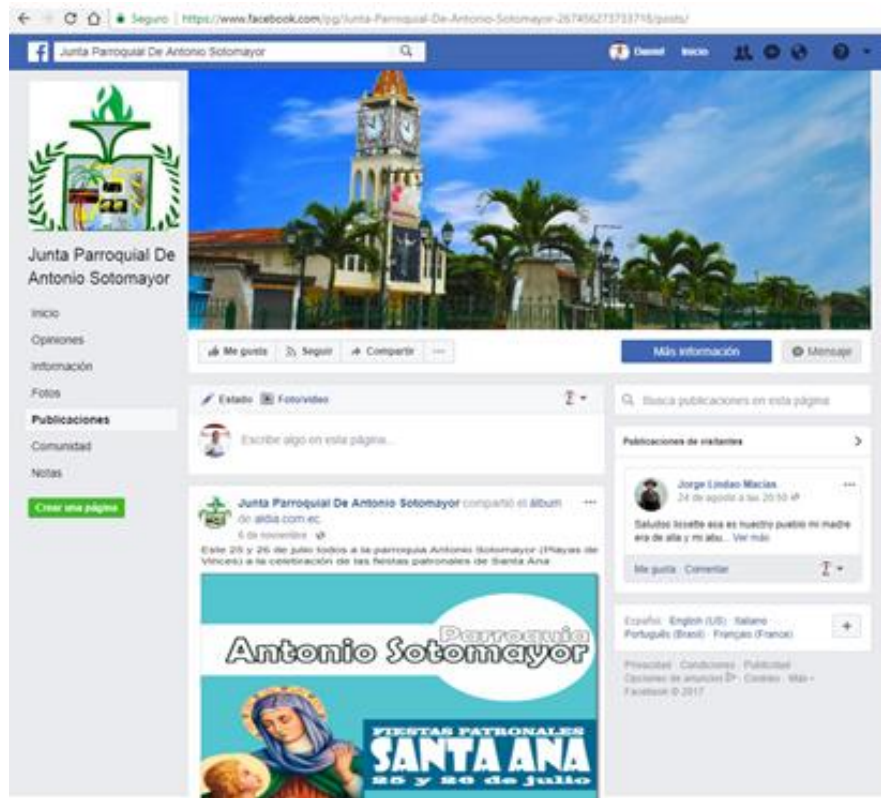 Seguro
https://www.facebook.com/pg/Junta-Parroquial-De-Antonio-Sotomayor-267456273733718/posts/
Junta Parroquial De Antonio Sotomayor
Daniel Inicio
Junta Parroquial De
Antonio Sotomayor
Inicio
Opiniones
Información
Fotos
Publicaciones
Comunidad
Notas
Crear una página
Me gusta Seguir Compartir
Más información
Mensaje
Estado Foto/video
Escribe algo en esta página...
Junta Parroquial De Antonio Sotomayor compartió el álbum
de aldia.com.ec.
6 de noviembre
Este 25 y 26 de julio todos a la parroquia Antonio Sotomayor (Playas de
Vinces) a la celebración de las fiestas patronales de Santa Ana
Parroquia
Antonio Sotomayor
FIESTAS PATRONALES
SANTA ANA
25 y 26 de julio
Busca publicaciones en esta página
Publicaciones de visitantes
Jorge Lindao Macias
24 de agosto a las 20:50
Saludos lissette esa es nuestro pueblo mi madre
era de alla y mi abu... Ver más
Me gusta · Comentar
Español · English (US) · Italiano
Português (Brasil) · Français (France)
Privacidad · Condiciones · Publicidad
Opciones de anuncios · Cookies · Más
Facebook © 2017